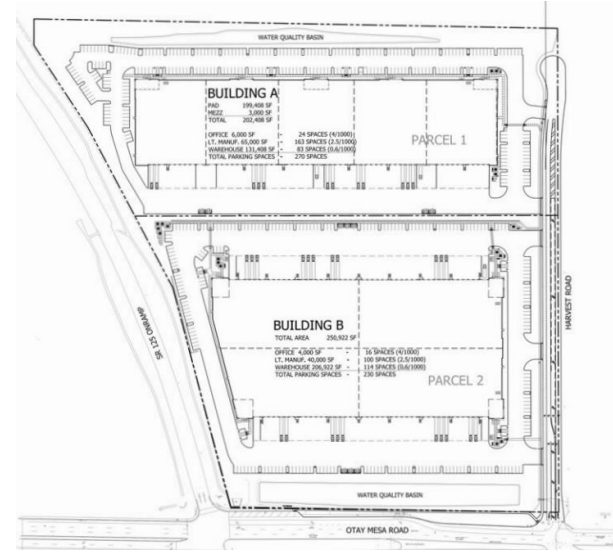 WATER QUALITY BASIN
BUILDING A
PAD 199,408 SF
MEZZ 3,000 SF
TOTAL 202,408 SF
OFFICE 6,000 SF - 24 SPACES (4/1000)
LT. MANUF. 65,000 SF - 163 SPACES (2.5/1000)
WAREHOUSE 131,408 SF - 83 SPACES (0.6/1000)
TOTAL PARKING SPACES - 270 SPACES
PARCEL 1
SR 125 ONRAMP
HARVEST ROAD
BUILDING B
TOTAL AREA 250,922 SF
OFFICE 4,000 SF - 16 SPACES (4/1000)
LT. MANUF. 40,000 SF - 100 SPACES (2.5/1000)
WAREHOUSE 206,922 SF - 114 SPACES (0.6/1000)
TOTAL PARKING SPACES - 230 SPACES
PARCEL 2
WATER QUALITY BASIN
OTAY MESA ROAD